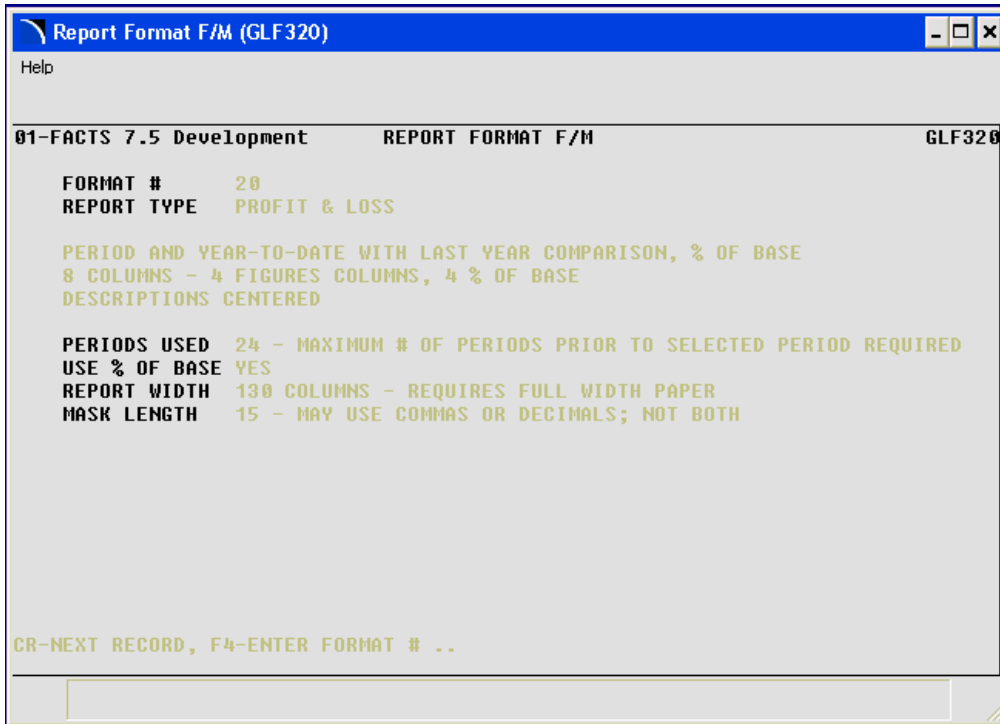 Report Format F/M (GLF320)
Help
01-FACTS 7.5 Development REPORT FORMAT F/M GLF320
FORMAT # 20
REPORT TYPE PROFIT & LOSS
PERIOD AND YEAR-TO-DATE WITH LAST YEAR COMPARISON, % OF BASE
8 COLUMNS - 4 FIGURES COLUMNS, 4 % OF BASE
DESCRIPTIONS CENTERED
PERIODS USED 24 - MAXIMUM # OF PERIODS PRIOR TO SELECTED PERIOD REQUIRED
USE % OF BASE YES
REPORT WIDTH 130 COLUMNS - REQUIRES FULL WIDTH PAPER
MASK LENGTH 15 - MAY USE COMMAS OR DECIMALS; NOT BOTH
CR-NEXT RECORD, F4-ENTER FORMAT # ..